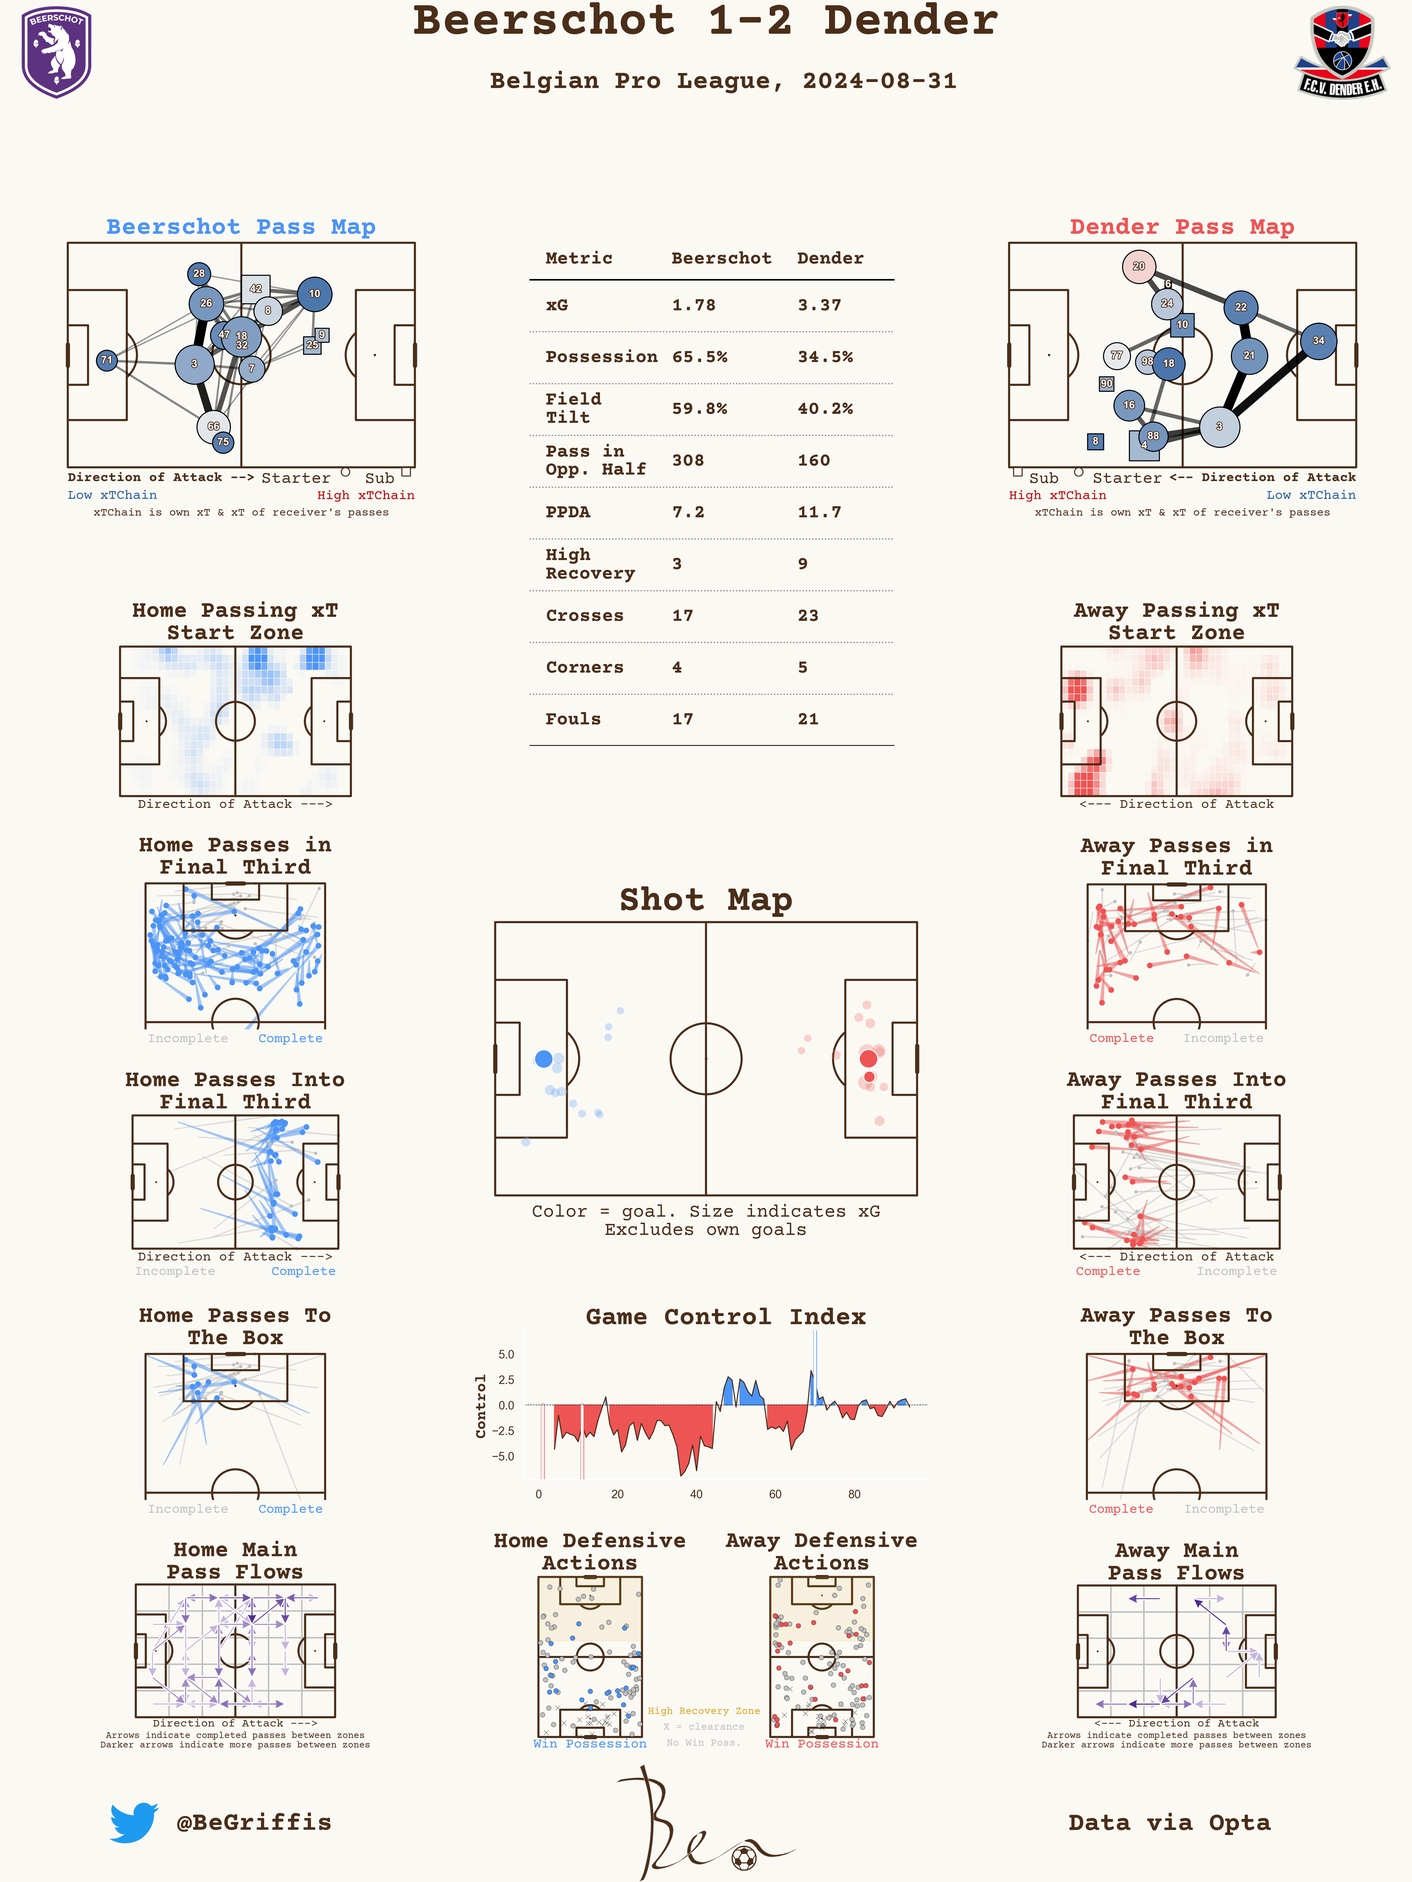 Beerschot 1-2 Dender
Belgian Pro League, 2024-08-31
BEERSCHOT
F.C.V. DENDER E.H.
Beerschot Pass Map
28
42
10
26
8
47
18
32
9
25
71
3
7
66
75
Direction of Attack --> Starter Sub
Low xTChain High xTChain
xTChain is own xT & xT of receiver's passes
Metric Beerschot Dender
xG 1.78 3.37
Possession 65.5% 34.5%
Field
Tilt 59.8% 40.2%
Pass in
Opp. Half 308 160
PPDA 7.2 11.7
High
Recovery 3 9
Crosses 17 23
Corners 4 5
Fouls 17 21
Dender Pass Map
20
6
24
22
10
34
77
98
18
21
90
16
3
8
4
88
Sub Starter <-- Direction of Attack
High xTChain Low xTChain
xTChain is own xT & xT of receiver's passes
Home Passing xT
Start Zone
Direction of Attack --->
Away Passing xT
Start Zone
<--- Direction of Attack
Home Passes in
Final Third
Incomplete Complete
Shot Map
Color = goal. Size indicates xG
Excludes own goals
Away Passes in
Final Third
Complete Incomplete
Home Passes Into
Final Third
Direction of Attack --->
Incomplete Complete
Away Passes Into
Final Third
<--- Direction of Attack
Complete Incomplete
Home Passes To
The Box
Incomplete Complete
Game Control Index
Control
5.0
2.5
0.0
−2.5
−5.0
0 20 40 60 80
Away Passes To
The Box
Complete Incomplete
Home Main
Pass Flows
Direction of Attack --->
Arrows indicate completed passes between zones
Darker arrows indicate more passes between zones
Home Defensive
Actions
Win Possession
High Recovery Zone
X = clearance
No Win Poss.
Away Defensive
Actions
Win Possession
Away Main
Pass Flows
<--- Direction of Attack
Arrows indicate completed passes between zones
Darker arrows indicate more passes between zones
@BeGriffis
Ben
Data via Opta